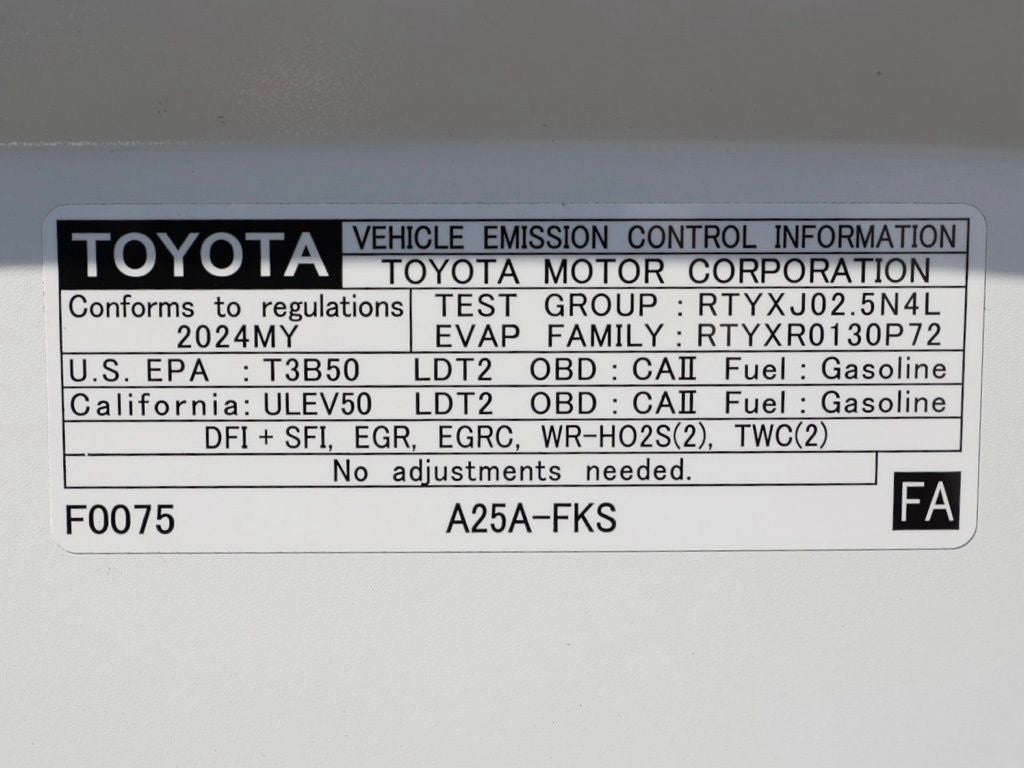 TOYOTA
VEHICLE EMISSION CONTROL INFORMATION
TOYOTA MOTOR CORPORATION
Conforms to regulations
2024MY
TEST GROUP : RTYXJ02.5N4L
EVAP FAMILY : RTYXR0130P72
U.S. EPA : T3B50 LDT2 OBD : CAII Fuel : Gasoline
California: ULEV50 LDT2 OBD : CAII Fuel : Gasoline
DFI + SFI, EGR, EGRC, WR-HO2S(2), TWC(2)
No adjustments needed.
F0075 A25A-FKS FA